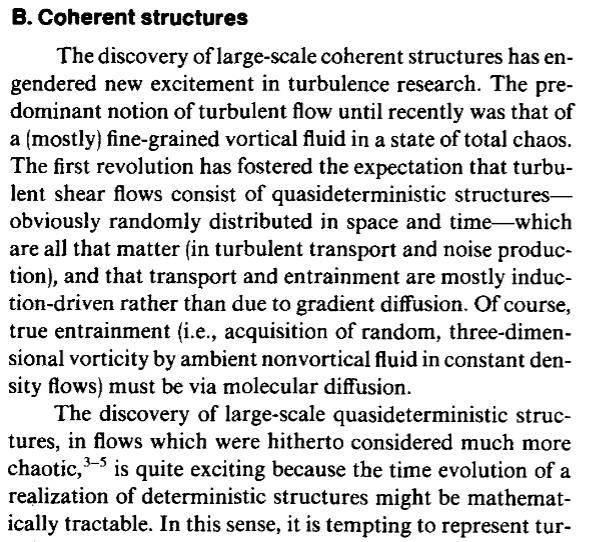 B. Coherent structures
The discovery of large-scale coherent structures has en-
gendered new excitement in turbulence research. The pre-
dominant notion of turbulent flow until recently was that of
a (mostly) fine-grained vortical fluid in a state of total chaos.
The first revolution has fostered the expectation that turbu-
lent shear flows consist of quasideterministic structures—
obviously randomly distributed in space and time—which
are all that matter (in turbulent transport and noise produc-
tion), and that transport and entrainment are mostly induc-
tion-driven rather than due to gradient diffusion. Of course,
true entrainment (i.e., acquisition of random, three-dimen-
sional vorticity by ambient nonvortical fluid in constant den-
sity flows) must be via molecular diffusion.
The discovery of large-scale quasideterministic struc-
tures, in flows which were hitherto considered much more
chaotic,³⁻⁵ is quite exciting because the time evolution of a
realization of deterministic structures might be mathemat-
ically tractable. In this sense, it is tempting to represent tur-